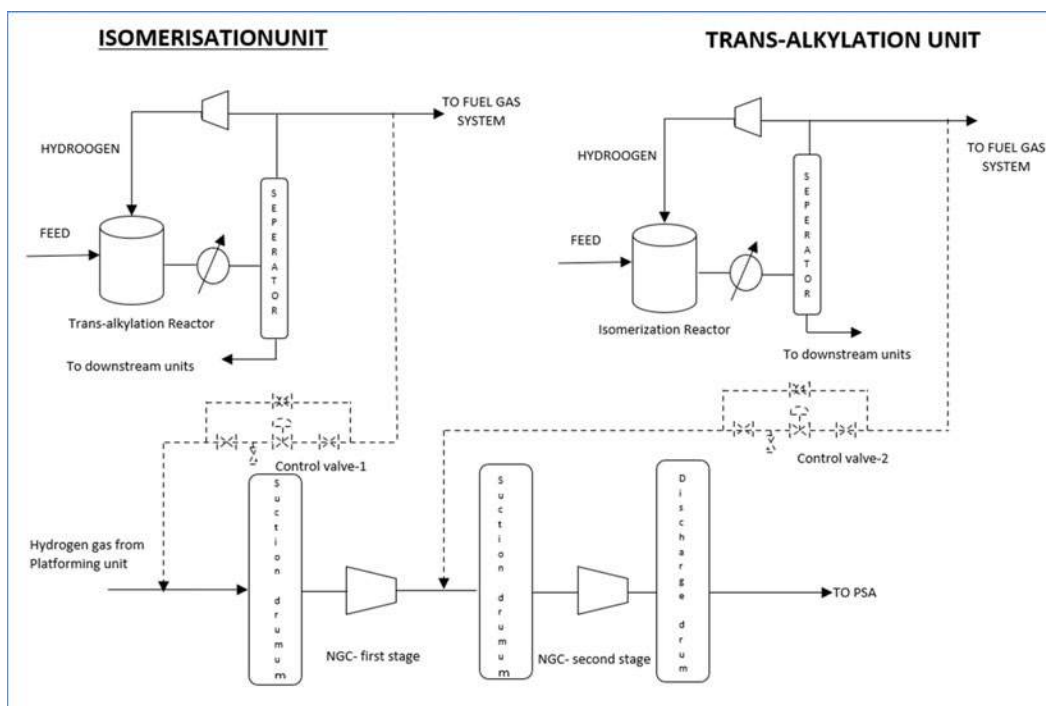 ISOMERISATIONUNIT
TRANS-ALKYLATION UNIT
TO FUEL GAS
SYSTEM
HYDROOGEN
SEPERATOR
FEED
Trans-alkylation Reactor
To downstream units
TO FUEL GAS
SYSTEM
HYDROOGEN
SEPERATOR
FEED
Isomerization Reactor
To downstream units
Control valve-1
Control valve-2
Hydrogen gas from
Platforming unit
Suction drumum
NGC- first stage
Suction drumum
NGC- second stage
Discharge drum
TO PSA